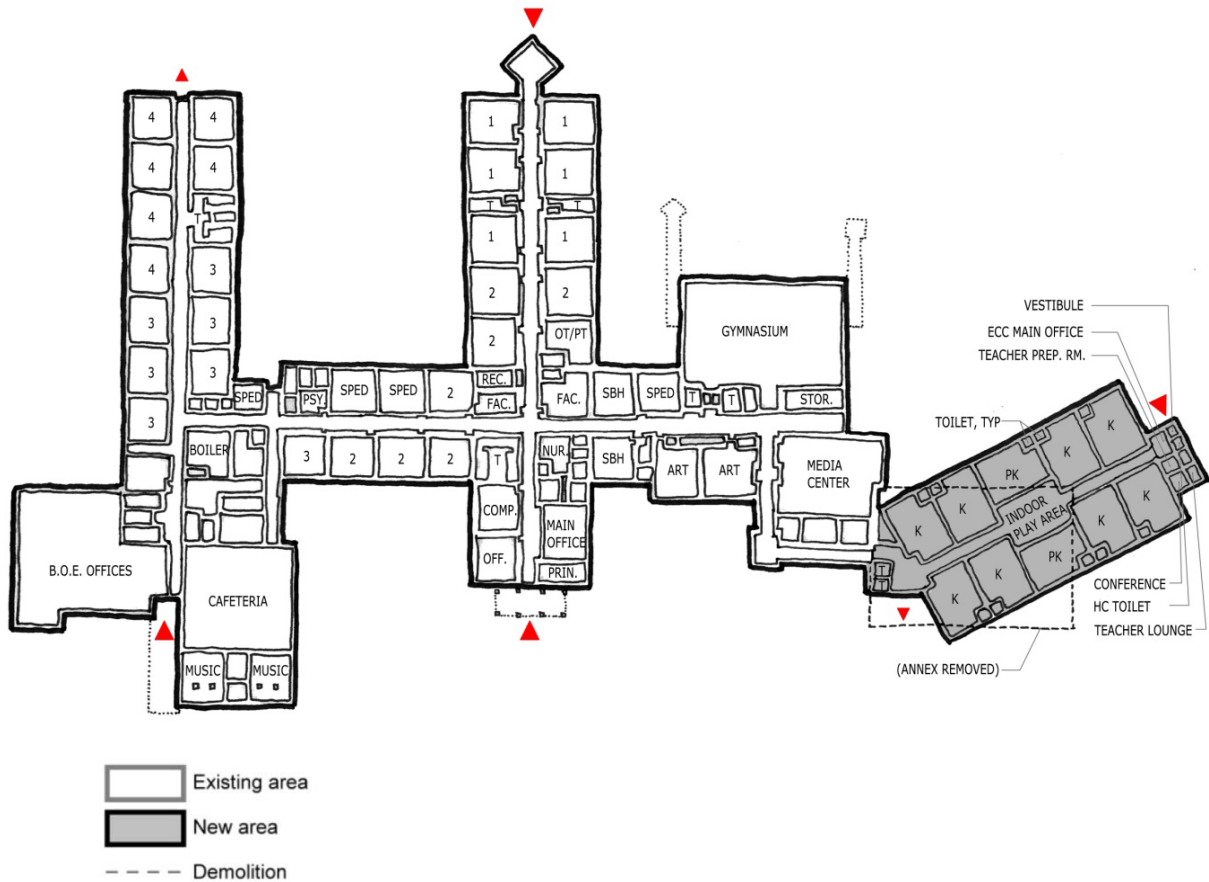 4
4
4
4
4
T
4
3
3
3
3
3
3
SPED
1
1
1
1
T
T
1
1
2
2
2
OT/PT
REC.
FAC.
FAC.
PSY.
SPED
SPED
2
SBH
SPED
T
T
STOR.
GYMNASIUM
BOILER
3
2
2
2
T
NUR.
SBH
ART
ART
MEDIA
CENTER
COMP.
MAIN
OFFICE
OFF.
PRIN.
B.O.E. OFFICES
CAFETERIA
MUSIC
MUSIC
VESTIBULE
ECC MAIN OFFICE
TEACHER PREP. RM.
TOILET, TYP
K
K
PK
K
K
INDOOR
PLAY AREA
K
K
PK
K
K
T
T
CONFERENCE
HC TOILET
TEACHER LOUNGE
(ANNEX REMOVED)
Existing area
New area
Demolition